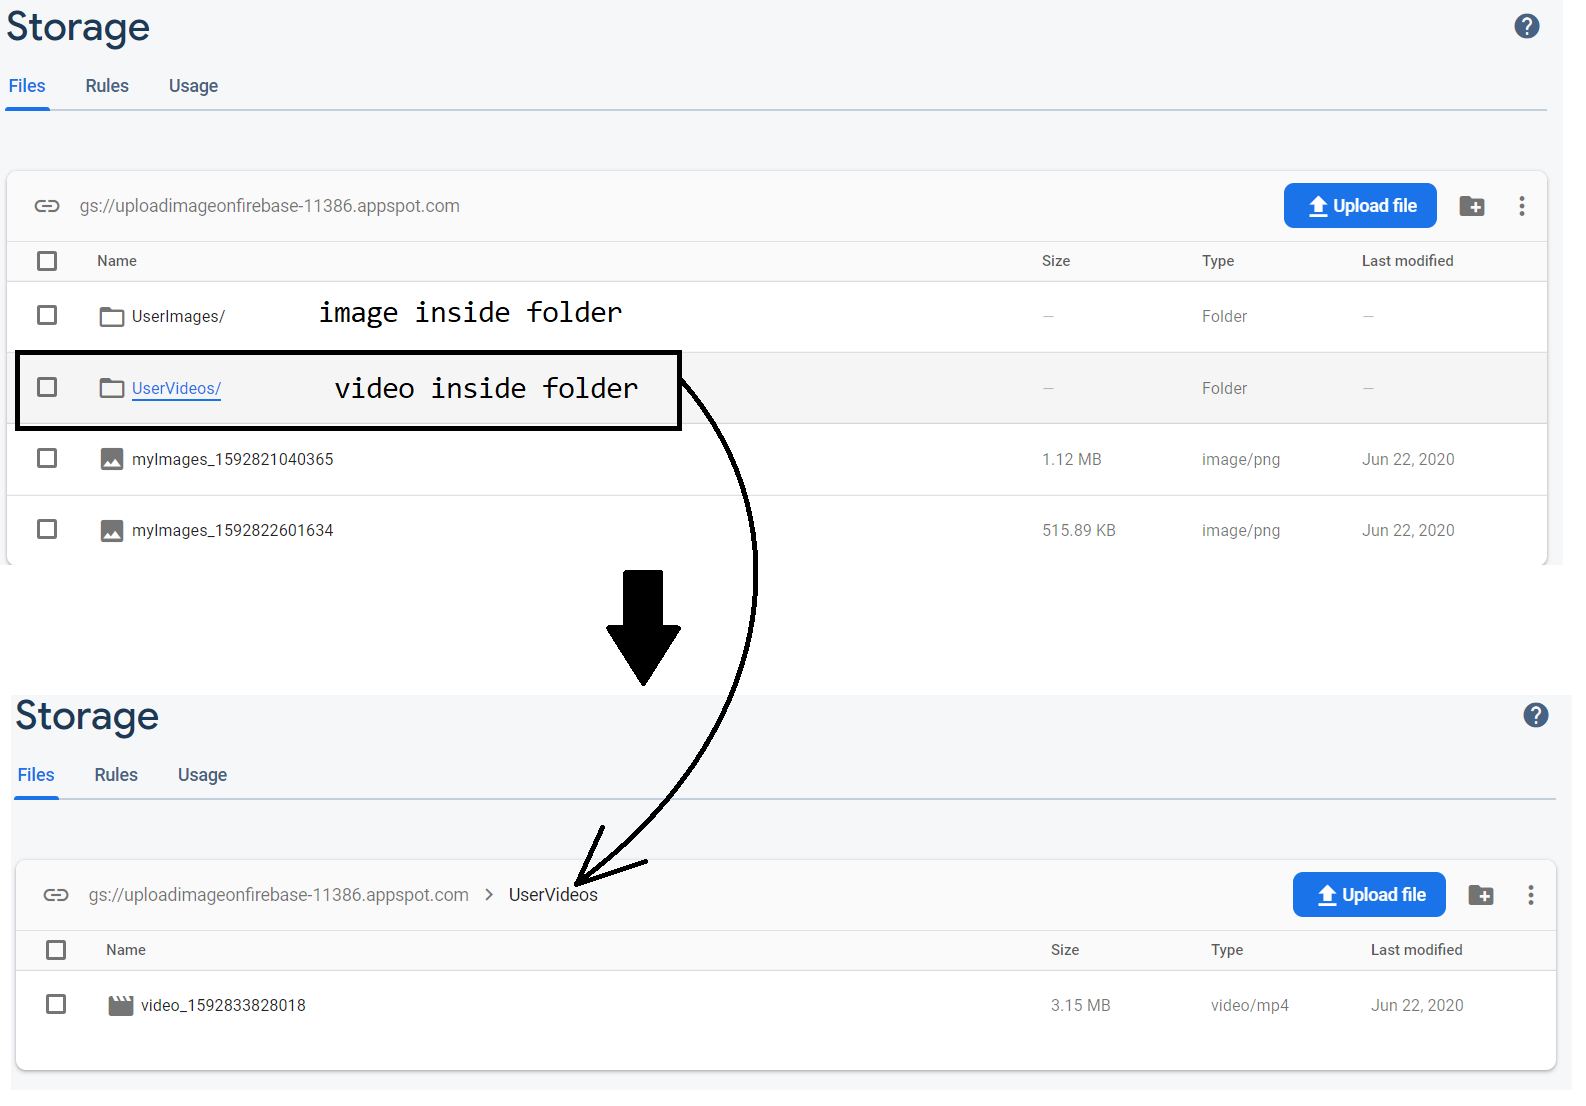 Storage
Files Rules Usage
gs://uploadimageonfirebase-11386.appspot.com Upload file
Name Size Type Last modified
UserImages/ image inside folder — Folder —
UserVideos/ video inside folder — Folder —
myImages_1592821040365 1.12 MB image/png Jun 22, 2020
myImages_1592822601634 515.89 KB image/png Jun 22, 2020
Storage
Files Rules Usage
gs://uploadimageonfirebase-11386.appspot.com > UserVideos Upload file
Name Size Type Last modified
video_1592833828018 3.15 MB video/mp4 Jun 22, 2020